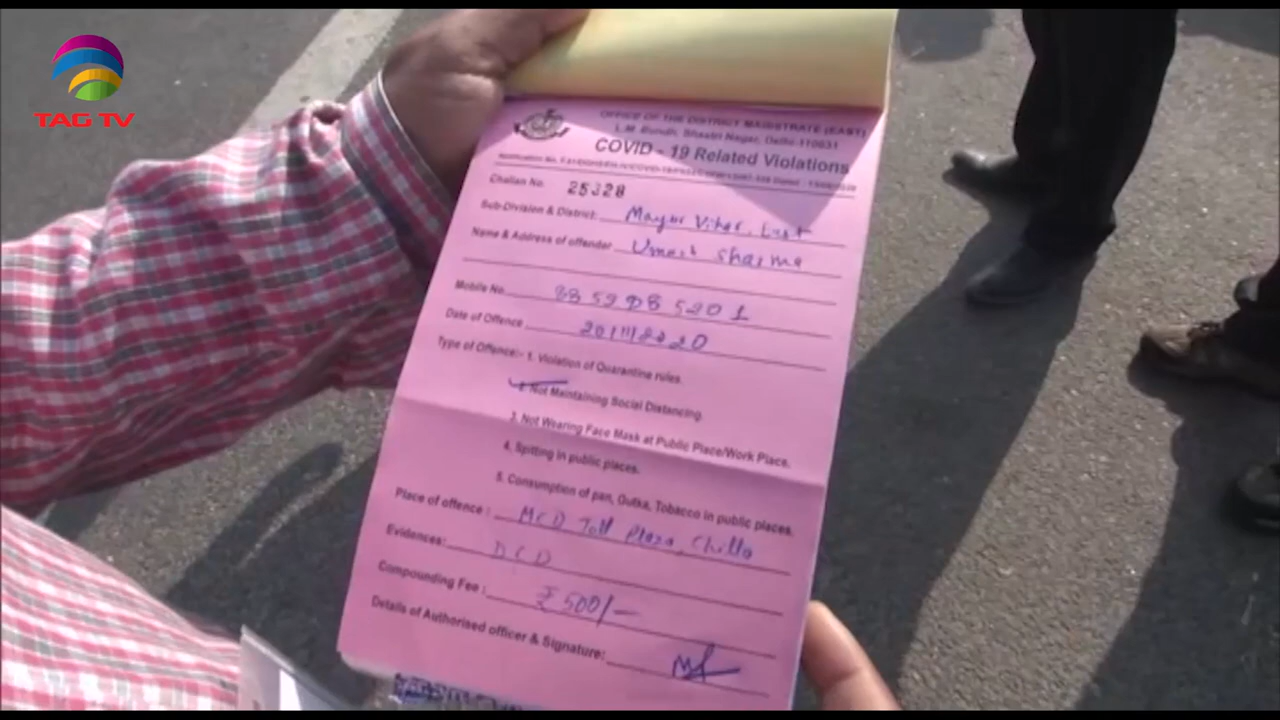 TAG TV
OFFICE OF THE DISTRICT MAGISTRATE (EAST)
L.M. Bundh, Shastri Nagar, Delhi-110031
COVID - 19 Related Violations
Notification No.
Challan No. 25328
Sub-Division & District: Mayur Vihar, East
Name & Address of offender Umesh Sharma
Mobile No.
Date of Offence 20/11/2020
Type of Offence:- 1. Violation of Quarantine rules.
2. Not Maintaining Social Distancing.
3. Not Wearing Face Mask at Public Place/Work Place.
4. Spitting in public places.
5. Consumption of pan, Gutka, Tobacco in public places.
Place of offence : MCD Toll Plaza, Chilla
Evidences:
Compounding Fee : ₹ 500/-
Details of Authorised officer & Signature: